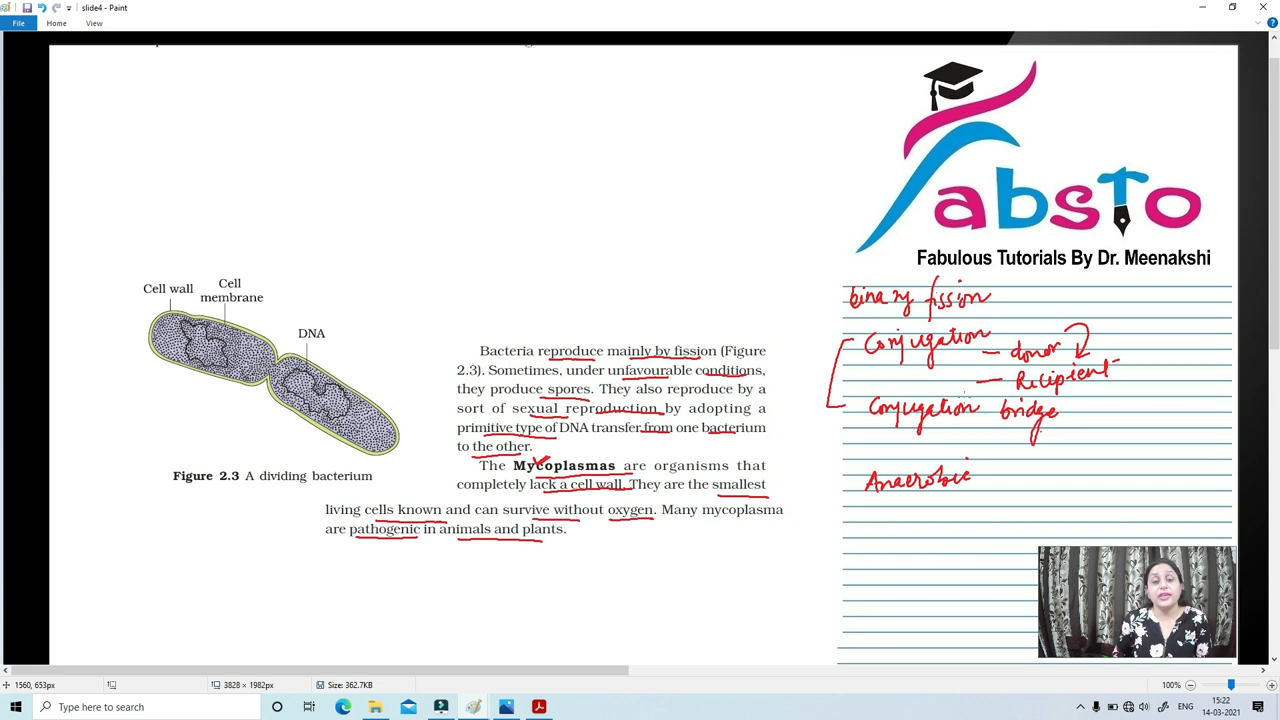 slide4 - Paint
File Home View
Cell wall
Cell
membrane
DNA
Figure 2.3 A dividing bacterium
Bacteria reproduce mainly by fission (Figure
2.3). Sometimes, under unfavourable conditions,
they produce spores. They also reproduce by a
sort of sexual reproduction by adopting a
primitive type of DNA transfer from one bacterium
to the other.
The Mycoplasmas are organisms that
completely lack a cell wall. They are the smallest
living cells known and can survive without oxygen. Many mycoplasma
are pathogenic in animals and plants.
absto
Fabulous Tutorials By Dr. Meenakshi
binary fission
Conjugation
— donor
— Recipient
Conjugation bridge
Anaerobic
1560, 653px
3828 × 1982px
Size: 362.7KB
100%
Type here to search
ENG
15:22
14-03-2021